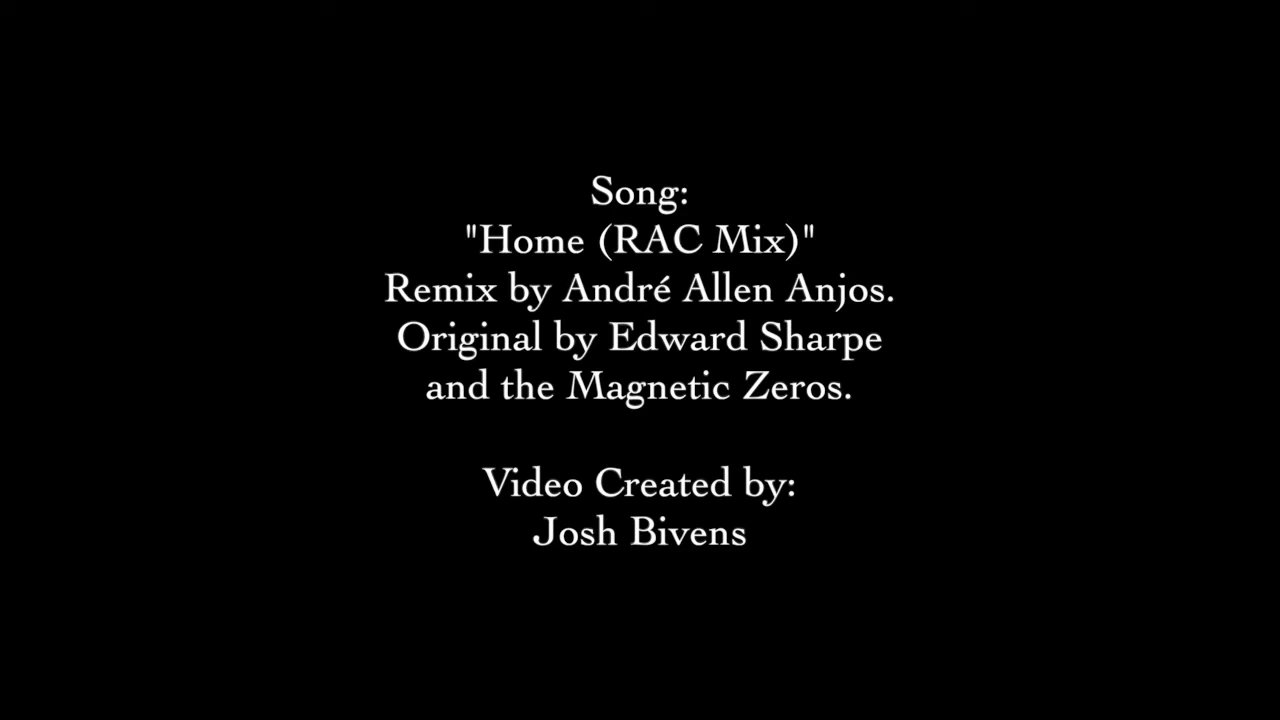 Song:
"Home (RAC Mix)"
Remix by André Allen Anjos.
Original by Edward Sharpe
and the Magnetic Zeros.
Video Created by:
Josh Bivens